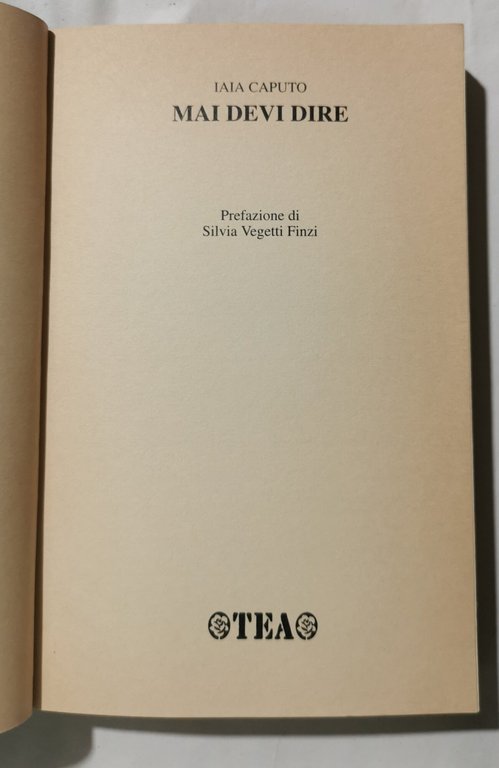 IAIA CAPUTO
MAI DEVI DIRE
Prefazione di
Silvia Vegetti Finzi
TEA